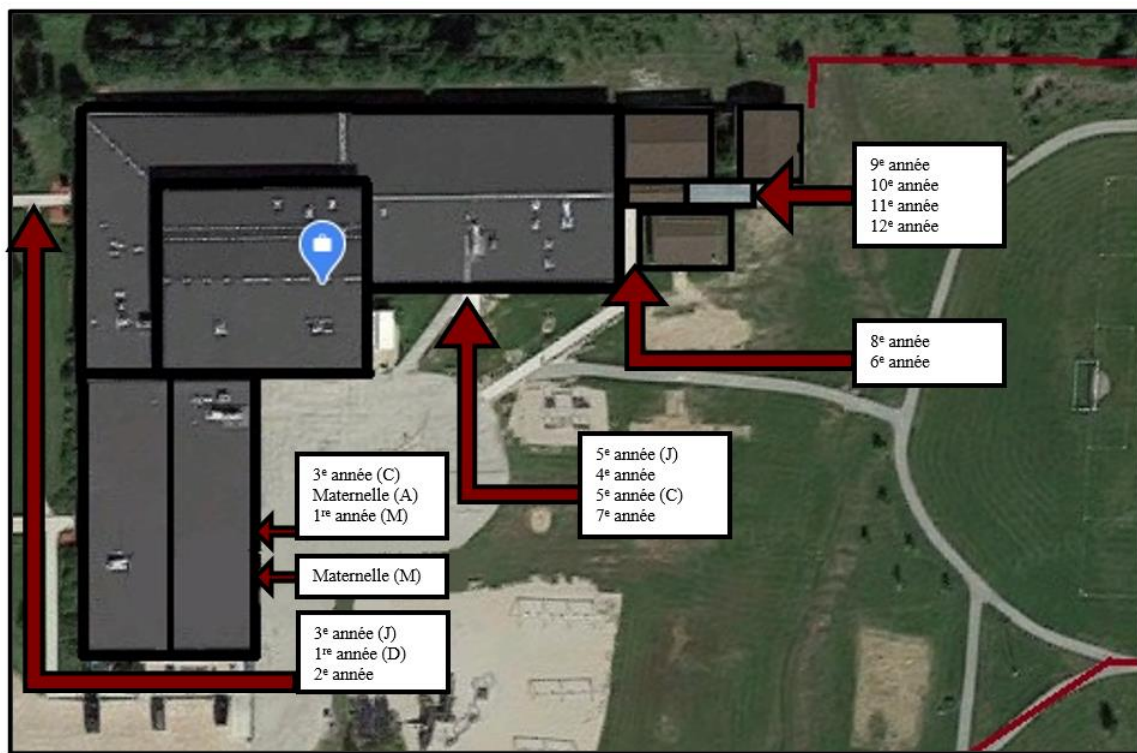 9ᵉ année
10ᵉ année
11ᵉ année
12ᵉ année
8ᵉ année
6ᵉ année
5ᵉ année (J)
4ᵉ année
5ᵉ année (C)
7ᵉ année
3ᵉ année (C)
Maternelle (A)
1ʳᵉ année (M)
Maternelle (M)
3ᵉ année (J)
1ʳᵉ année (D)
2ᵉ année